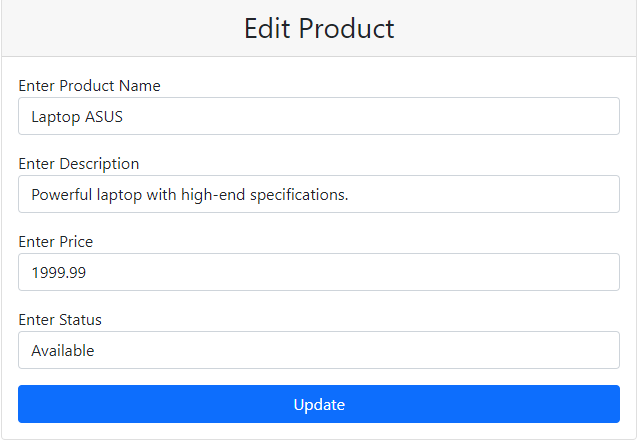 Edit Product
Enter Product Name
Laptop ASUS
Enter Description
Powerful laptop with high-end specifications.
Enter Price
1999.99
Enter Status
Available
Update